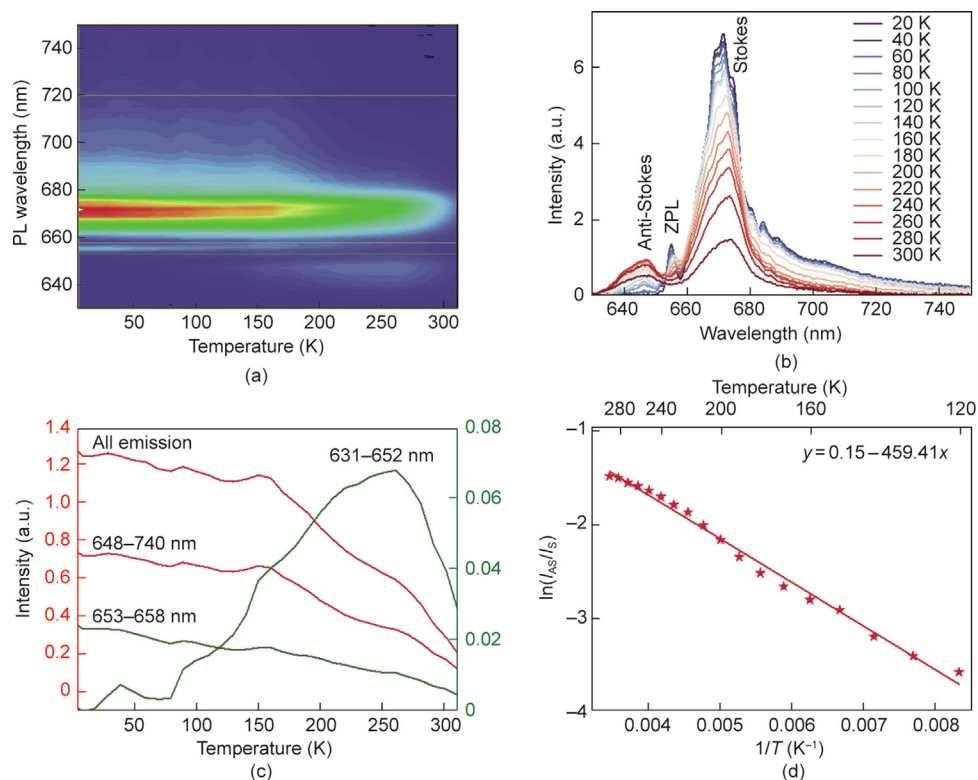 740
720
700
680
660
640
PL wavelength (nm)
50
100
150
200
250
300
Temperature (K)
(a)
6
4
2
0
Intensity (a.u.)
Anti-Stokes
ZPL
Stokes
20 K
40 K
60 K
80 K
100 K
120 K
140 K
160 K
180 K
200 K
220 K
240 K
260 K
280 K
300 K
640
660
680
700
720
740
Wavelength (nm)
(b)
1.4
1.2
1.0
0.8
0.6
0.4
0.2
0
Intensity (a.u.)
All emission
648–740 nm
653–658 nm
631–652 nm
0.08
0.06
0.04
0.02
0
50
100
150
200
250
300
Temperature (K)
(c)
Temperature (K)
280
240
200
160
120
y = 0.15 – 459.41x
–1
–2
–3
–4
ln(I_AS/I_S)
0.004
0.005
0.006
0.007
0.008
1/T (K⁻¹)
(d)